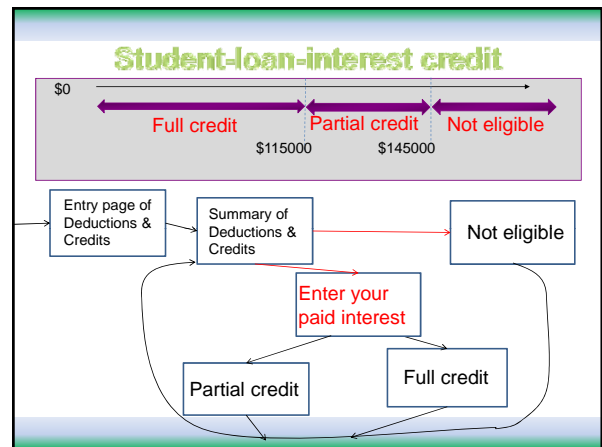 Student-loan-interest credit
$0
Full credit
Partial credit
Not eligible
$115000
$145000
Entry page of
Deductions &
Credits
Summary of
Deductions &
Credits
Not eligible
Enter your
paid interest
Partial credit
Full credit